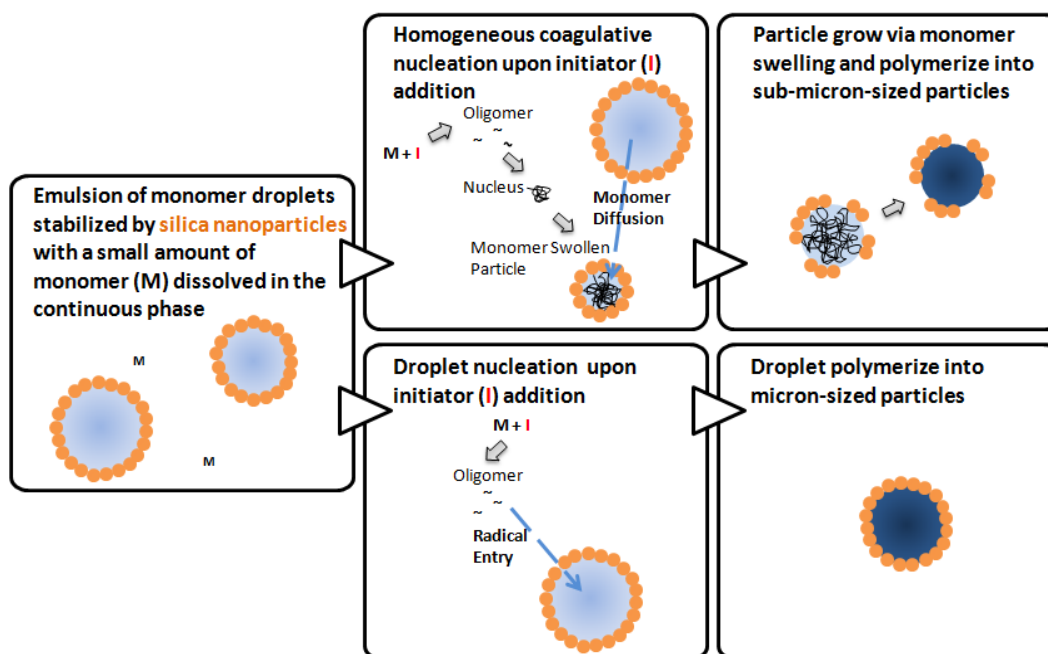 Emulsion of monomer droplets
stabilized by silica nanoparticles
with a small amount of
monomer (M) dissolved in the
continuous phase
M
M
Homogeneous coagulative
nucleation upon initiator (I)
addition
Oligomer
~ ~ ~
M + I
Nucleus
Monomer
Diffusion
Monomer Swollen
Particle
Particle grow via monomer
swelling and polymerize into
sub-micron-sized particles
Droplet nucleation upon
initiator (I) addition
M + I
Oligomer
~ ~ ~
Radical
Entry
Droplet polymerize into
micron-sized particles